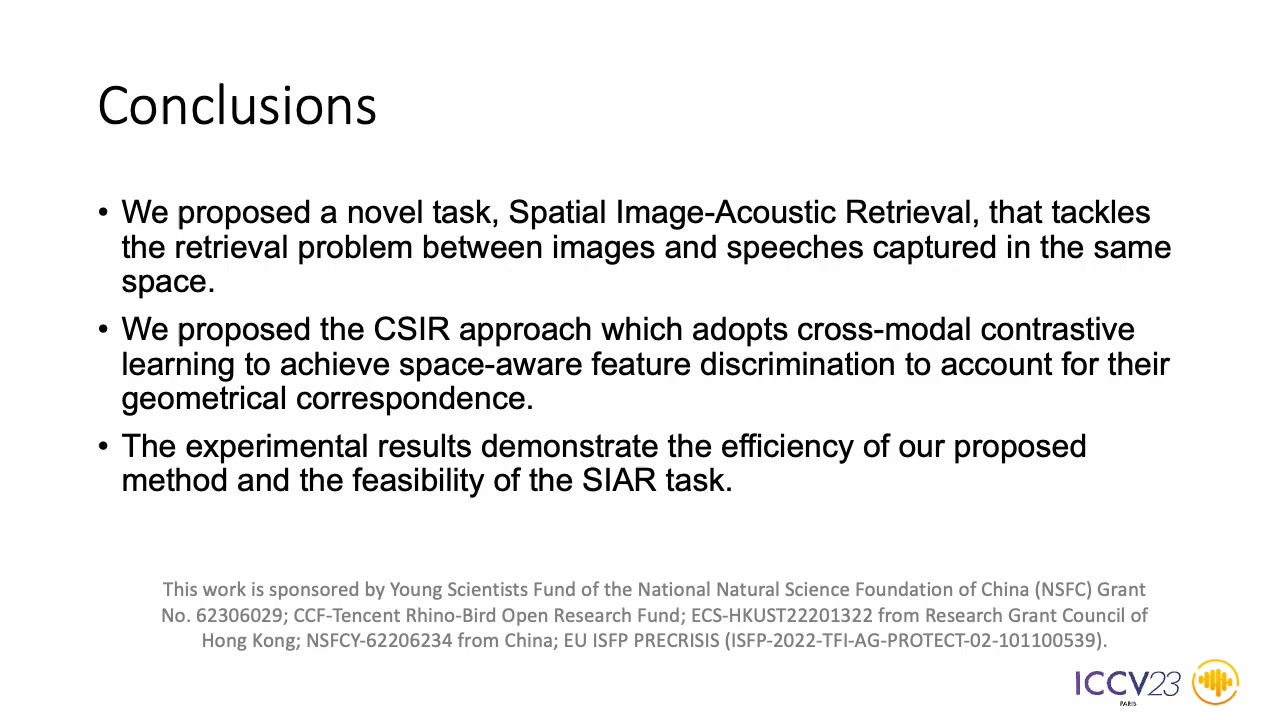 Conclusions
• We proposed a novel task, Spatial Image-Acoustic Retrieval, that tackles
the retrieval problem between images and speeches captured in the same
space.
• We proposed the CSIR approach which adopts cross-modal contrastive
learning to achieve space-aware feature discrimination to account for their
geometrical correspondence.
• The experimental results demonstrate the efficiency of our proposed
method and the feasibility of the SIAR task.
This work is sponsored by Young Scientists Fund of the National Natural Science Foundation of China (NSFC) Grant
No. 62306029; CCF-Tencent Rhino-Bird Open Research Fund; ECS-HKUST22201322 from Research Grant Council of
Hong Kong; NSFCY-62206234 from China; EU ISFP PRECRISIS (ISFP-2022-TFI-AG-PROTECT-02-101100539).
ICCV23
PARIS